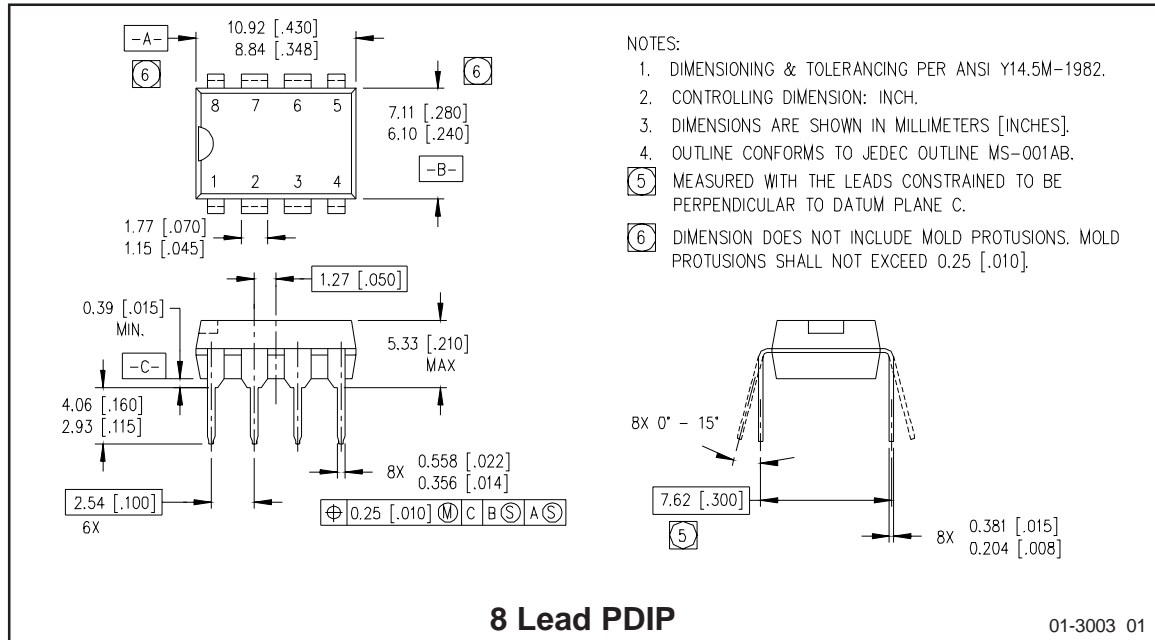 -A-
10.92 [.430]
8.84 [.348]
6
6
8 7 6 5
7.11 [.280]
6.10 [.240]
-B-
1 2 3 4
1.77 [.070]
1.15 [.045]
1.27 [.050]
0.39 [.015]
MIN.
5.33 [.210]
MAX
-C-
4.06 [.160]
2.93 [.115]
8X 0.558 [.022]
0.356 [.014]
2.54 [.100]
6X
⌖ 0.25 [.010] Ⓜ C B Ⓢ A Ⓢ
NOTES:
1. DIMENSIONING & TOLERANCING PER ANSI Y14.5M-1982.
2. CONTROLLING DIMENSION: INCH.
3. DIMENSIONS ARE SHOWN IN MILLIMETERS [INCHES].
4. OUTLINE CONFORMS TO JEDEC OUTLINE MS-001AB.
5 MEASURED WITH THE LEADS CONSTRAINED TO BE
PERPENDICULAR TO DATUM PLANE C.
6 DIMENSION DOES NOT INCLUDE MOLD PROTUSIONS. MOLD
PROTUSIONS SHALL NOT EXCEED 0.25 [.010].
8X 0° - 15°
7.62 [.300]
5
8X 0.381 [.015]
0.204 [.008]
8 Lead PDIP
01-3003 01